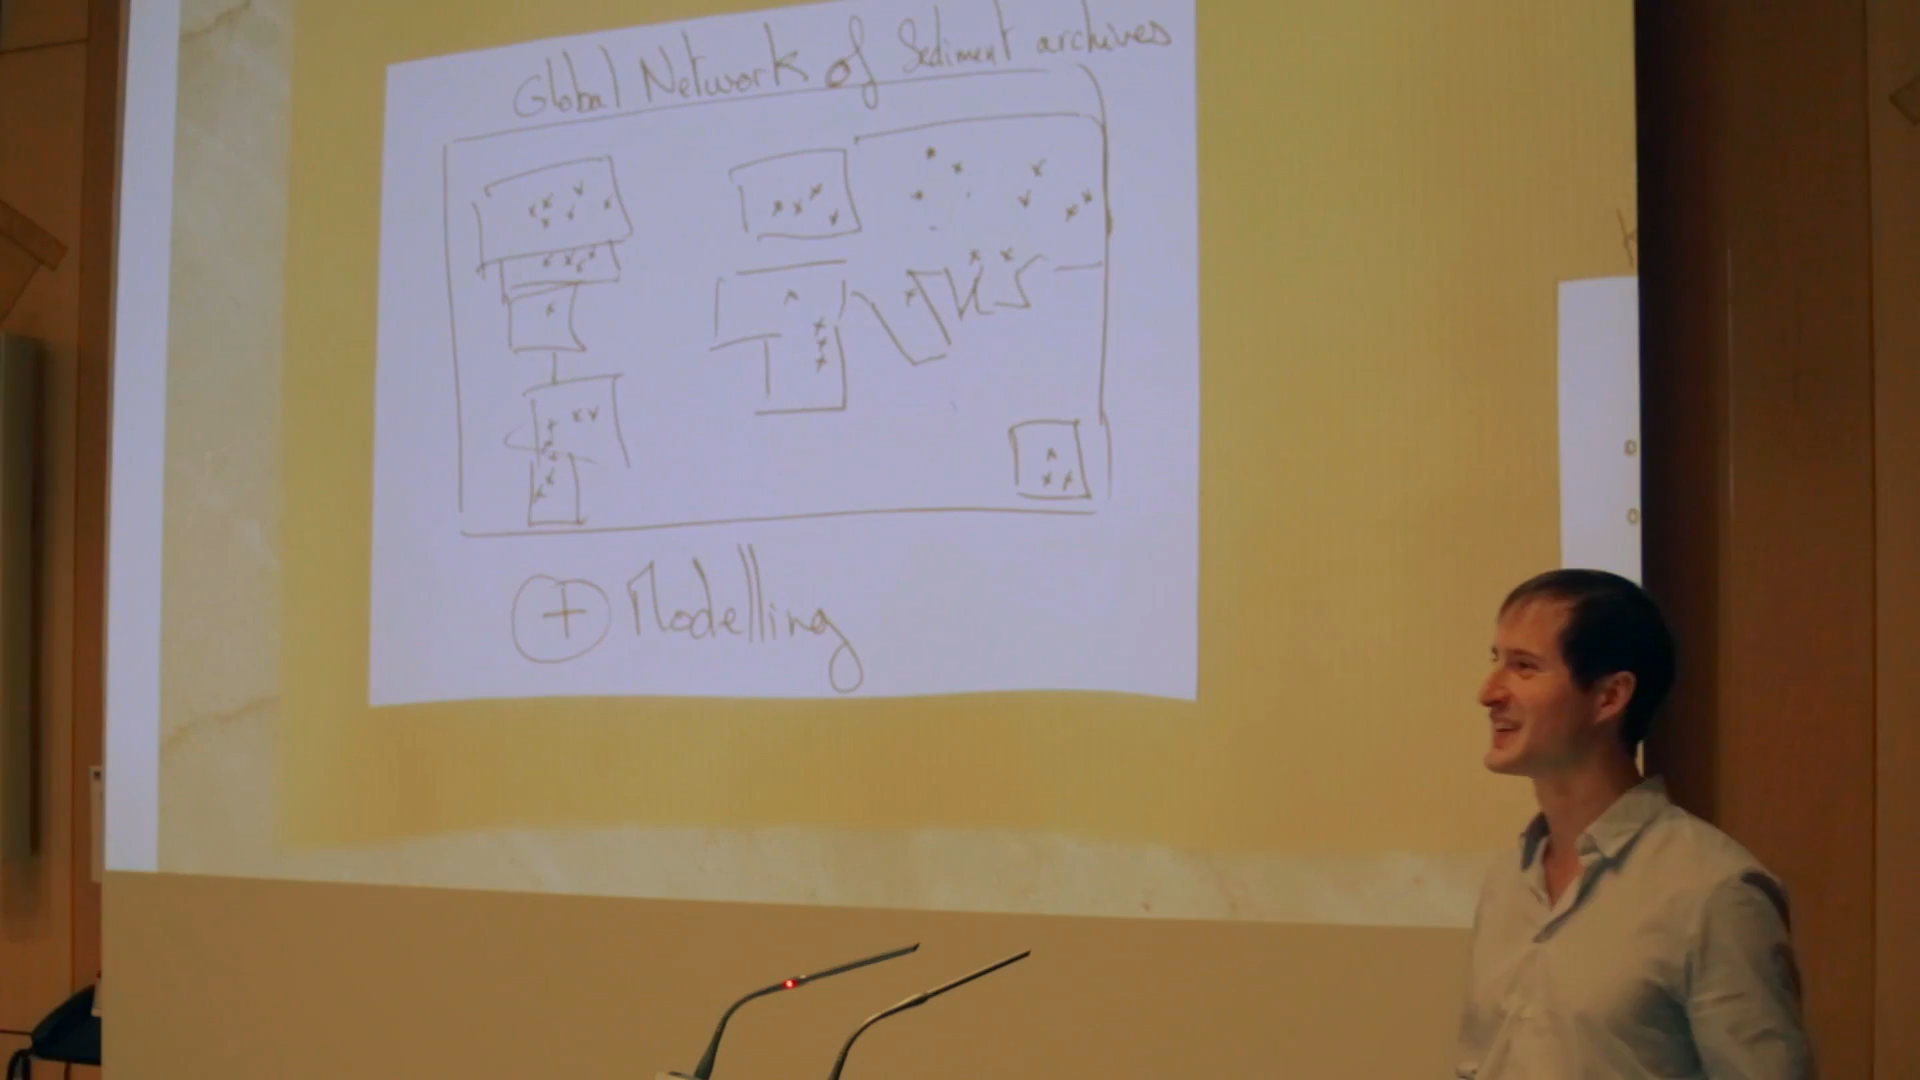 Global Network of Sediment archives
+ Modelling